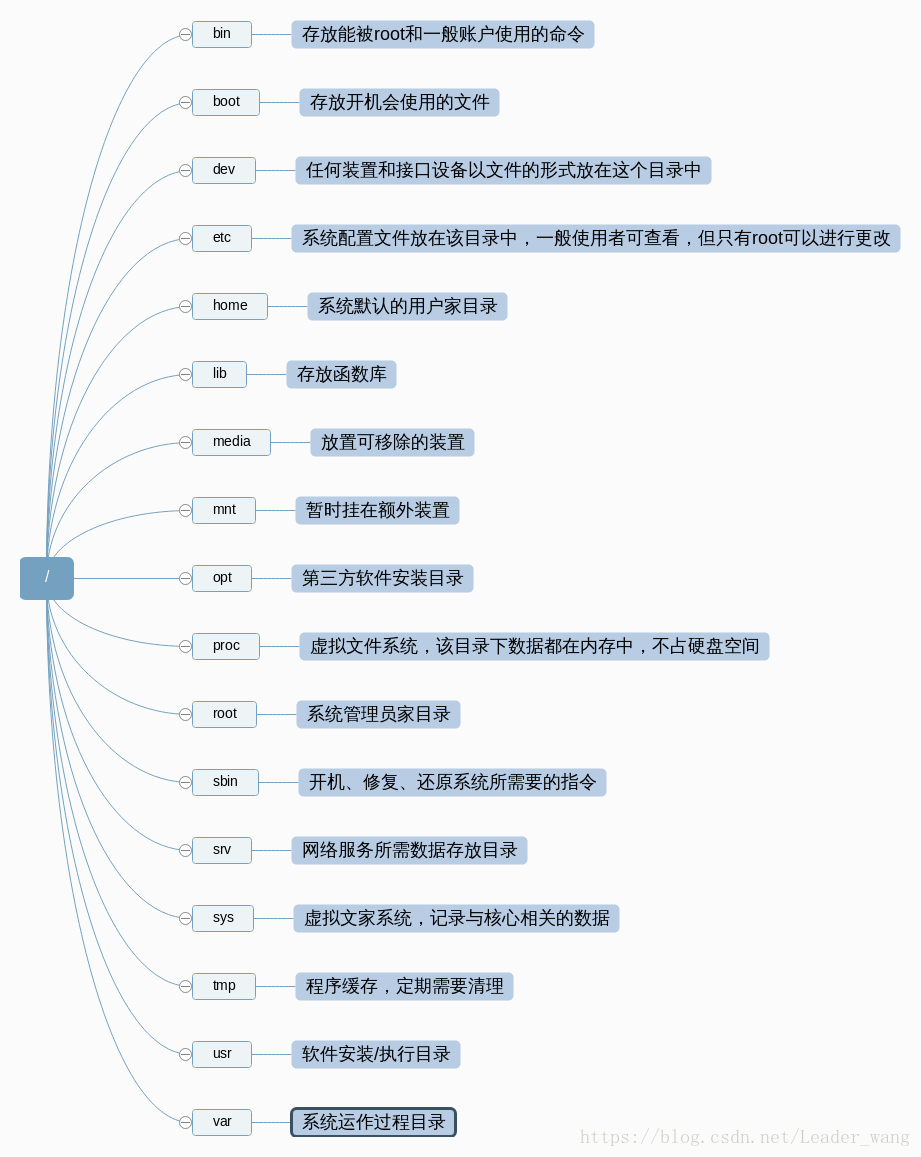 bin 存放能被root和一般账户使用的命令
boot 存放开机会使用的文件
dev 任何装置和接口设备以文件的形式放在这个目录中
etc 系统配置文件放在该目录中，一般使用者可查看，但只有root可以进行更改
home 系统默认的用户家目录
lib 存放函数库
media 放置可移除的装置
mnt 暂时挂在额外装置
/
opt 第三方软件安装目录
proc 虚拟文件系统，该目录下数据都在内存中，不占硬盘空间
root 系统管理员家目录
sbin 开机、修复、还原系统所需要的指令
srv 网络服务所需数据存放目录
sys 虚拟文家系统，记录与核心相关的数据
tmp 程序缓存，定期需要清理
usr 软件安装/执行目录
var 系统运作过程目录
https://blog.csdn.net/Leader_wang